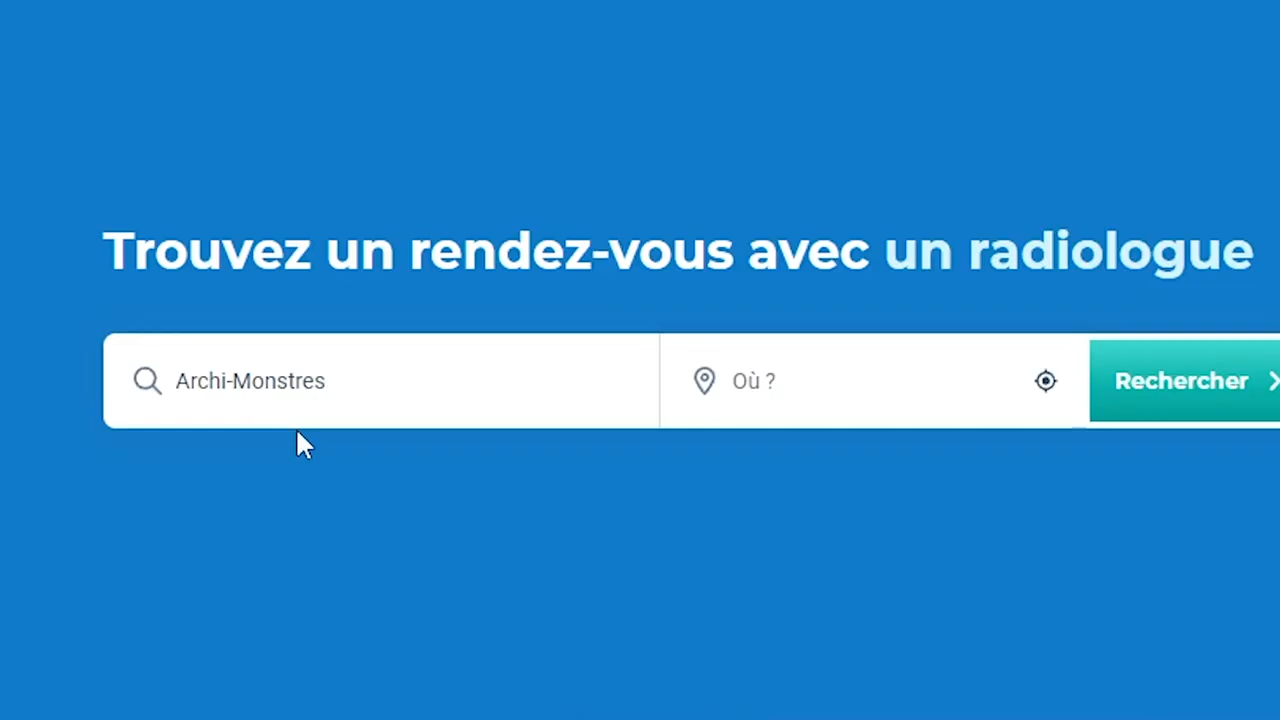 Trouvez un rendez-vous avec un radiologue
Archi-Monstres
Où ?
Rechercher